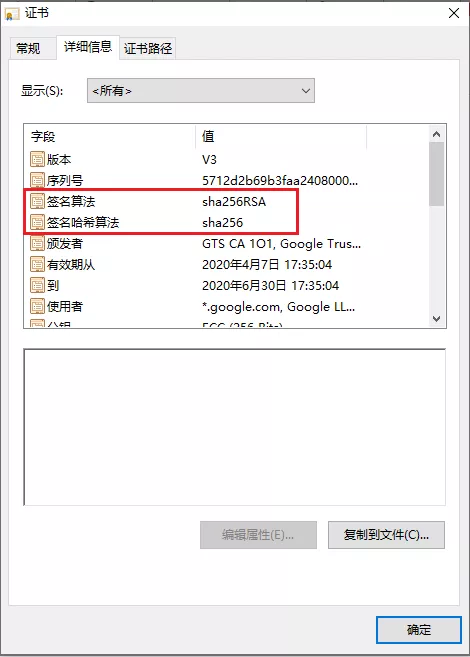 证书
常规 详细信息 证书路径
显示(S): <所有>
字段 值
版本 V3
序列号 5712d2b69b3faa2408000...
签名算法 sha256RSA
签名哈希算法 sha256
颁发者 GTS CA 1O1, Google Trus...
有效期从 2020年4月7日 17:35:04
到 2020年6月30日 17:35:04
使用者 *.google.com, Google LL...
公钥 ECC (256 Bits)
编辑属性(E)... 复制到文件(C)...
确定